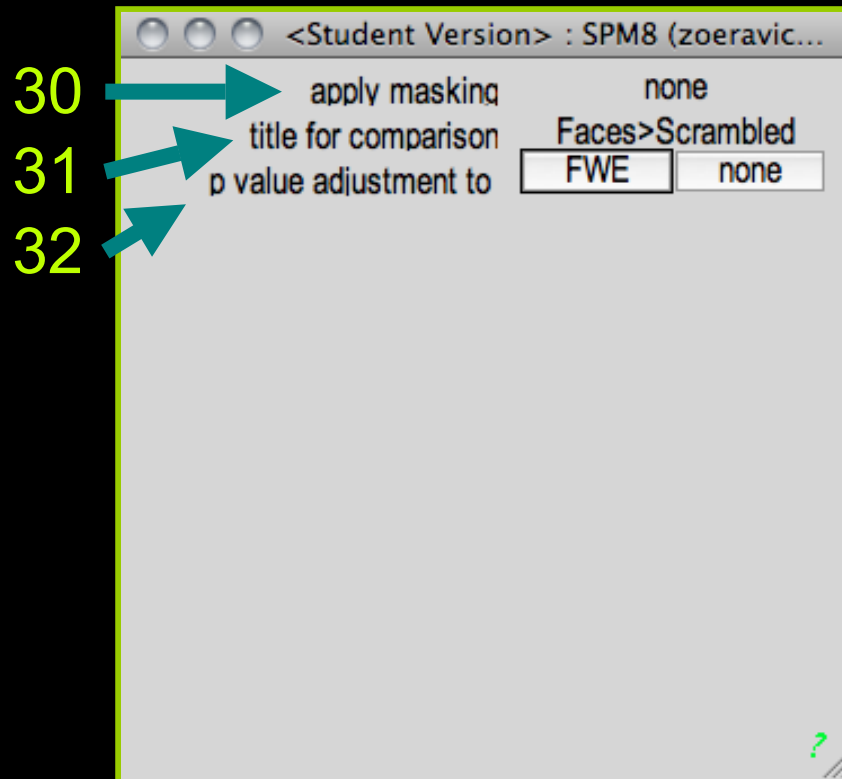 <Student Version> : SPM8 (zoeravic...
30 apply masking none
31 title for comparison Faces>Scrambled
32 p value adjustment to FWE none
?